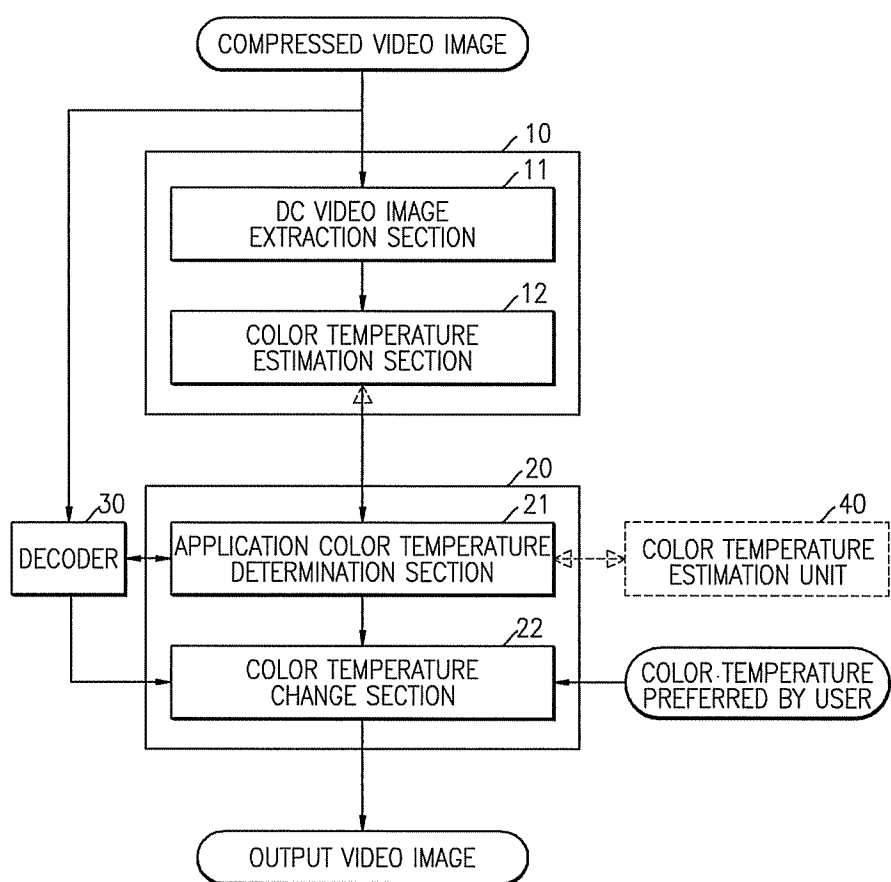 COMPRESSED VIDEO IMAGE
10
11
DC VIDEO IMAGE
EXTRACTION SECTION
12
COLOR TEMPERATURE
ESTIMATION SECTION
20
30
21
40
DECODER
APPLICATION COLOR TEMPERATURE
DETERMINATION SECTION
COLOR TEMPERATURE
ESTIMATION UNIT
22
COLOR TEMPERATURE
CHANGE SECTION
COLOR TEMPERATURE
PREFERRED BY USER
OUTPUT VIDEO IMAGE